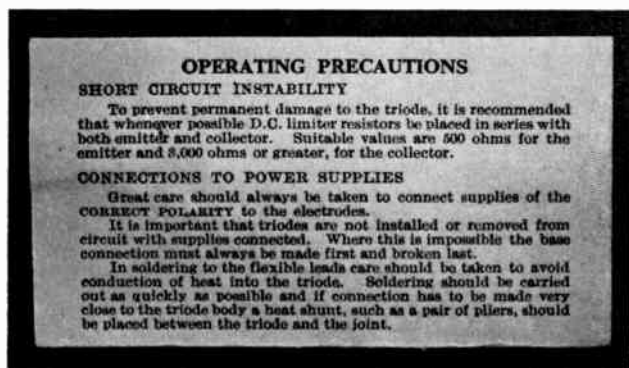 OPERATING PRECAUTIONS
SHORT CIRCUIT INSTABILITY
To prevent permanent damage to the triode, it is recommended
that whenever possible D.C. limiter resistors be placed in series with
both emitter and collector. Suitable values are 500 ohms for the
emitter and 3,000 ohms or greater, for the collector.
CONNECTIONS TO POWER SUPPLIES
Great care should always be taken to connect supplies of the
CORRECT POLARITY to the electrodes.
It is important that triodes are not installed or removed from
circuit with supplies connected. Where this is impossible the base
connection must always be made first and broken last.
In soldering to the flexible leads care should be taken to avoid
conduction of heat into the triode. Soldering should be carried
out as quickly as possible and if connection has to be made very
close to the triode body a heat shunt, such as a pair of pliers, should
be placed between the triode and the joint.